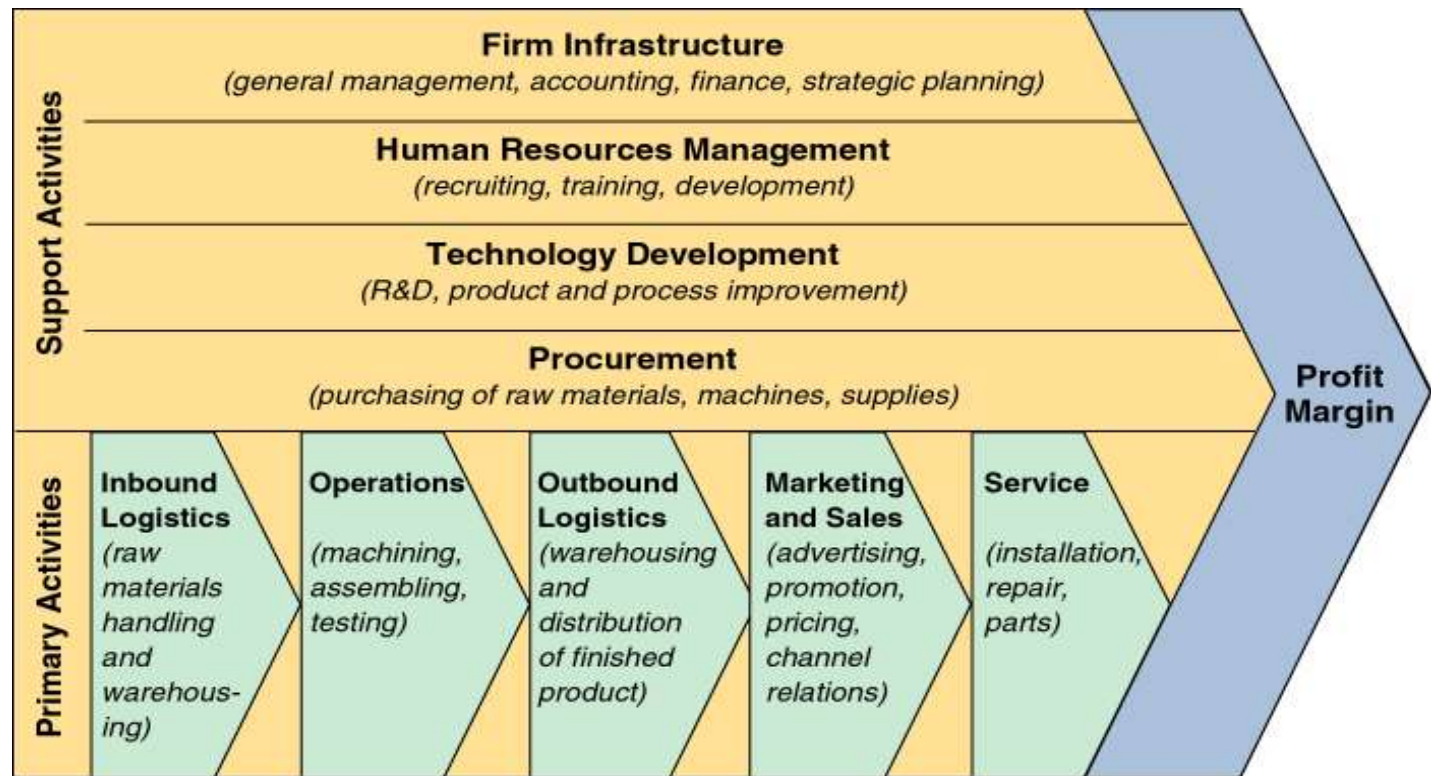 Support Activities
Firm Infrastructure
(general management, accounting, finance, strategic planning)
Human Resources Management
(recruiting, training, development)
Technology Development
(R&D, product and process improvement)
Procurement
(purchasing of raw materials, machines, supplies)
Profit
Margin
Primary Activities
Inbound
Logistics
(raw
materials
handling
and
warehous-
ing)
Operations
(machining,
assembling,
testing)
Outbound
Logistics
(warehousing
and
distribution
of finished
product)
Marketing
and Sales
(advertising,
promotion,
pricing,
channel
relations)
Service
(installation,
repair,
parts)